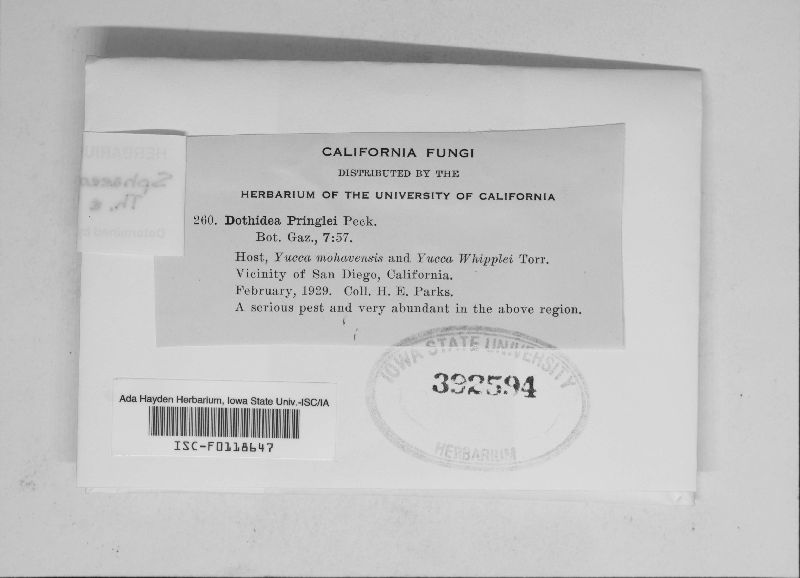 CALIFORNIA FUNGI
DISTRIBUTED BY THE
HERBARIUM OF THE UNIVERSITY OF CALIFORNIA
260. Dothidea Pringlei Peck.
Bot. Gaz., 7:57.
Host, Yucca mohavensis and Yucca Whipplei Torr.
Vicinity of San Diego, California.
February, 1929. Coll. H. E. Parks.
A serious pest and very abundant in the above region.
IOWA STATE UNIVERSITY
392594
HERBARIUM
Ada Hayden Herbarium, Iowa State Univ.-ISC/IA
ISC-F0118647